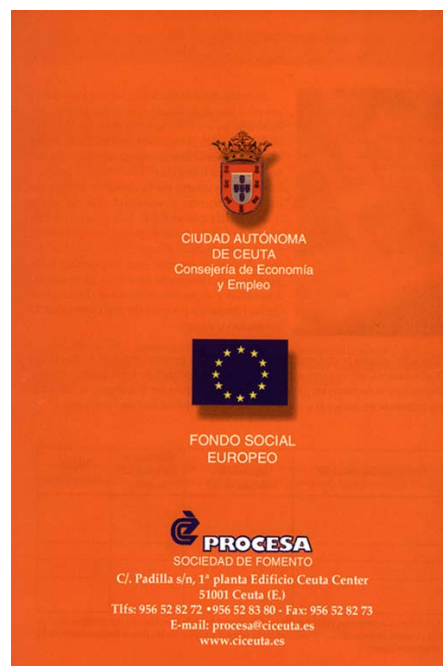 CIUDAD AUTÓNOMA
DE CEUTA
Consejería de Economía
y Empleo
FONDO SOCIAL
EUROPEO
PROCESA
SOCIEDAD DE FOMENTO
C/. Padilla s/n, 1ª planta Edificio Ceuta Center
51001 Ceuta (E.)
Tlfs: 956 52 82 72 • 956 52 83 80 - Fax: 956 52 82 73
E-mail: procesa@ciceuta.es
www.ciceuta.es